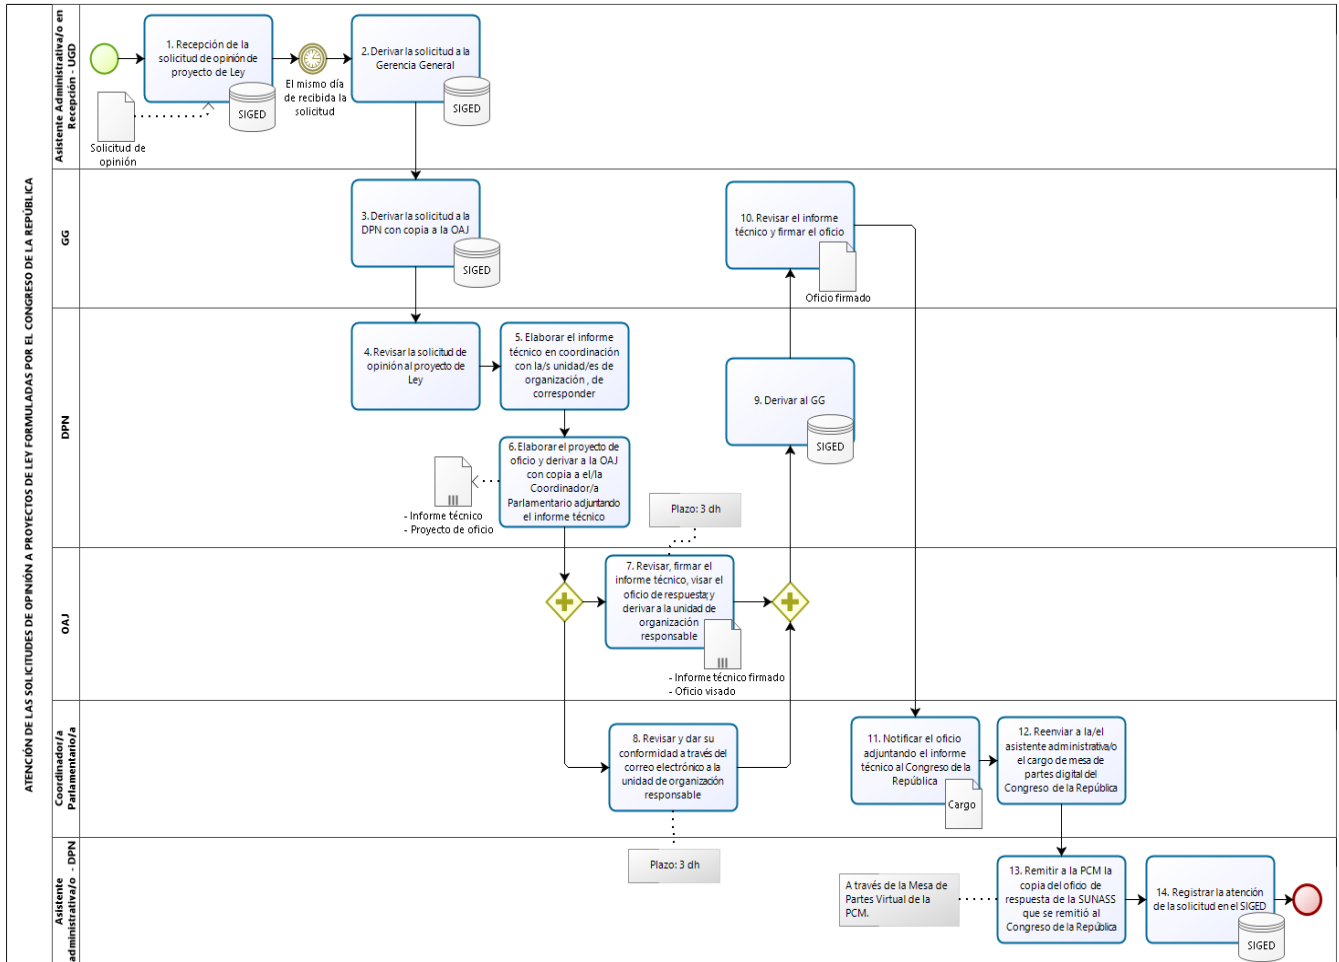 ATENCIÓN DE LAS SOLICITUDES DE OPINIÓN A PROYECTOS DE LEY FORMULADAS POR EL CONGRESO DE LA REPÚBLICA
Asistente Administrativa/o en
Recepción - UGD
1. Recepción de la
solicitud de opinión de
proyecto de Ley
SIGED
Solicitud de
opinión
El mismo día
de recibida la
solicitud
2. Derivar la solicitud a la
Gerencia General
SIGED
GG
3. Derivar la solicitud a la
DPN con copia a la OAJ
SIGED
10. Revisar el informe
técnico y firmar el oficio
Oficio firmado
DPN
4. Revisar la solicitud de
opinión al proyecto de
Ley
5. Elaborar el informe
técnico en coordinación
con la/s unidad/es de
organización , de
corresponder
6. Elaborar el proyecto de
oficio y derivar a la OAJ
con copia a el/la
Coordinador/a
Parlamentario adjuntando
el informe técnico
- Informe técnico
- Proyecto de oficio
9. Derivar al GG
SIGED
Plazo: 3 dh
OAJ
7. Revisar, firmar el
informe técnico, visar el
oficio de respuesta; y
derivar a la unidad de
organización
responsable
- Informe técnico firmado
- Oficio visado
Coordinador/a
Parlamentario/a
8. Revisar y dar su
conformidad a través del
correo electrónico a la
unidad de organización
responsable
11. Notificar el oficio
adjuntando el informe
técnico al Congreso de la
República
Cargo
12. Reenviar a la/el
asistente administrativa/o
el cargo de mesa de
partes digital del
Congreso de la República
Asistente
administrativa/o - DPN
Plazo: 3 dh
A través de la Mesa de
Partes Virtual de la
PCM.
13. Remitir a la PCM la
copia del oficio de
respuesta de la SUNASS
que se remitió al
Congreso de la República
14. Registrar la atención
de la solicitud en el SIGED
SIGED